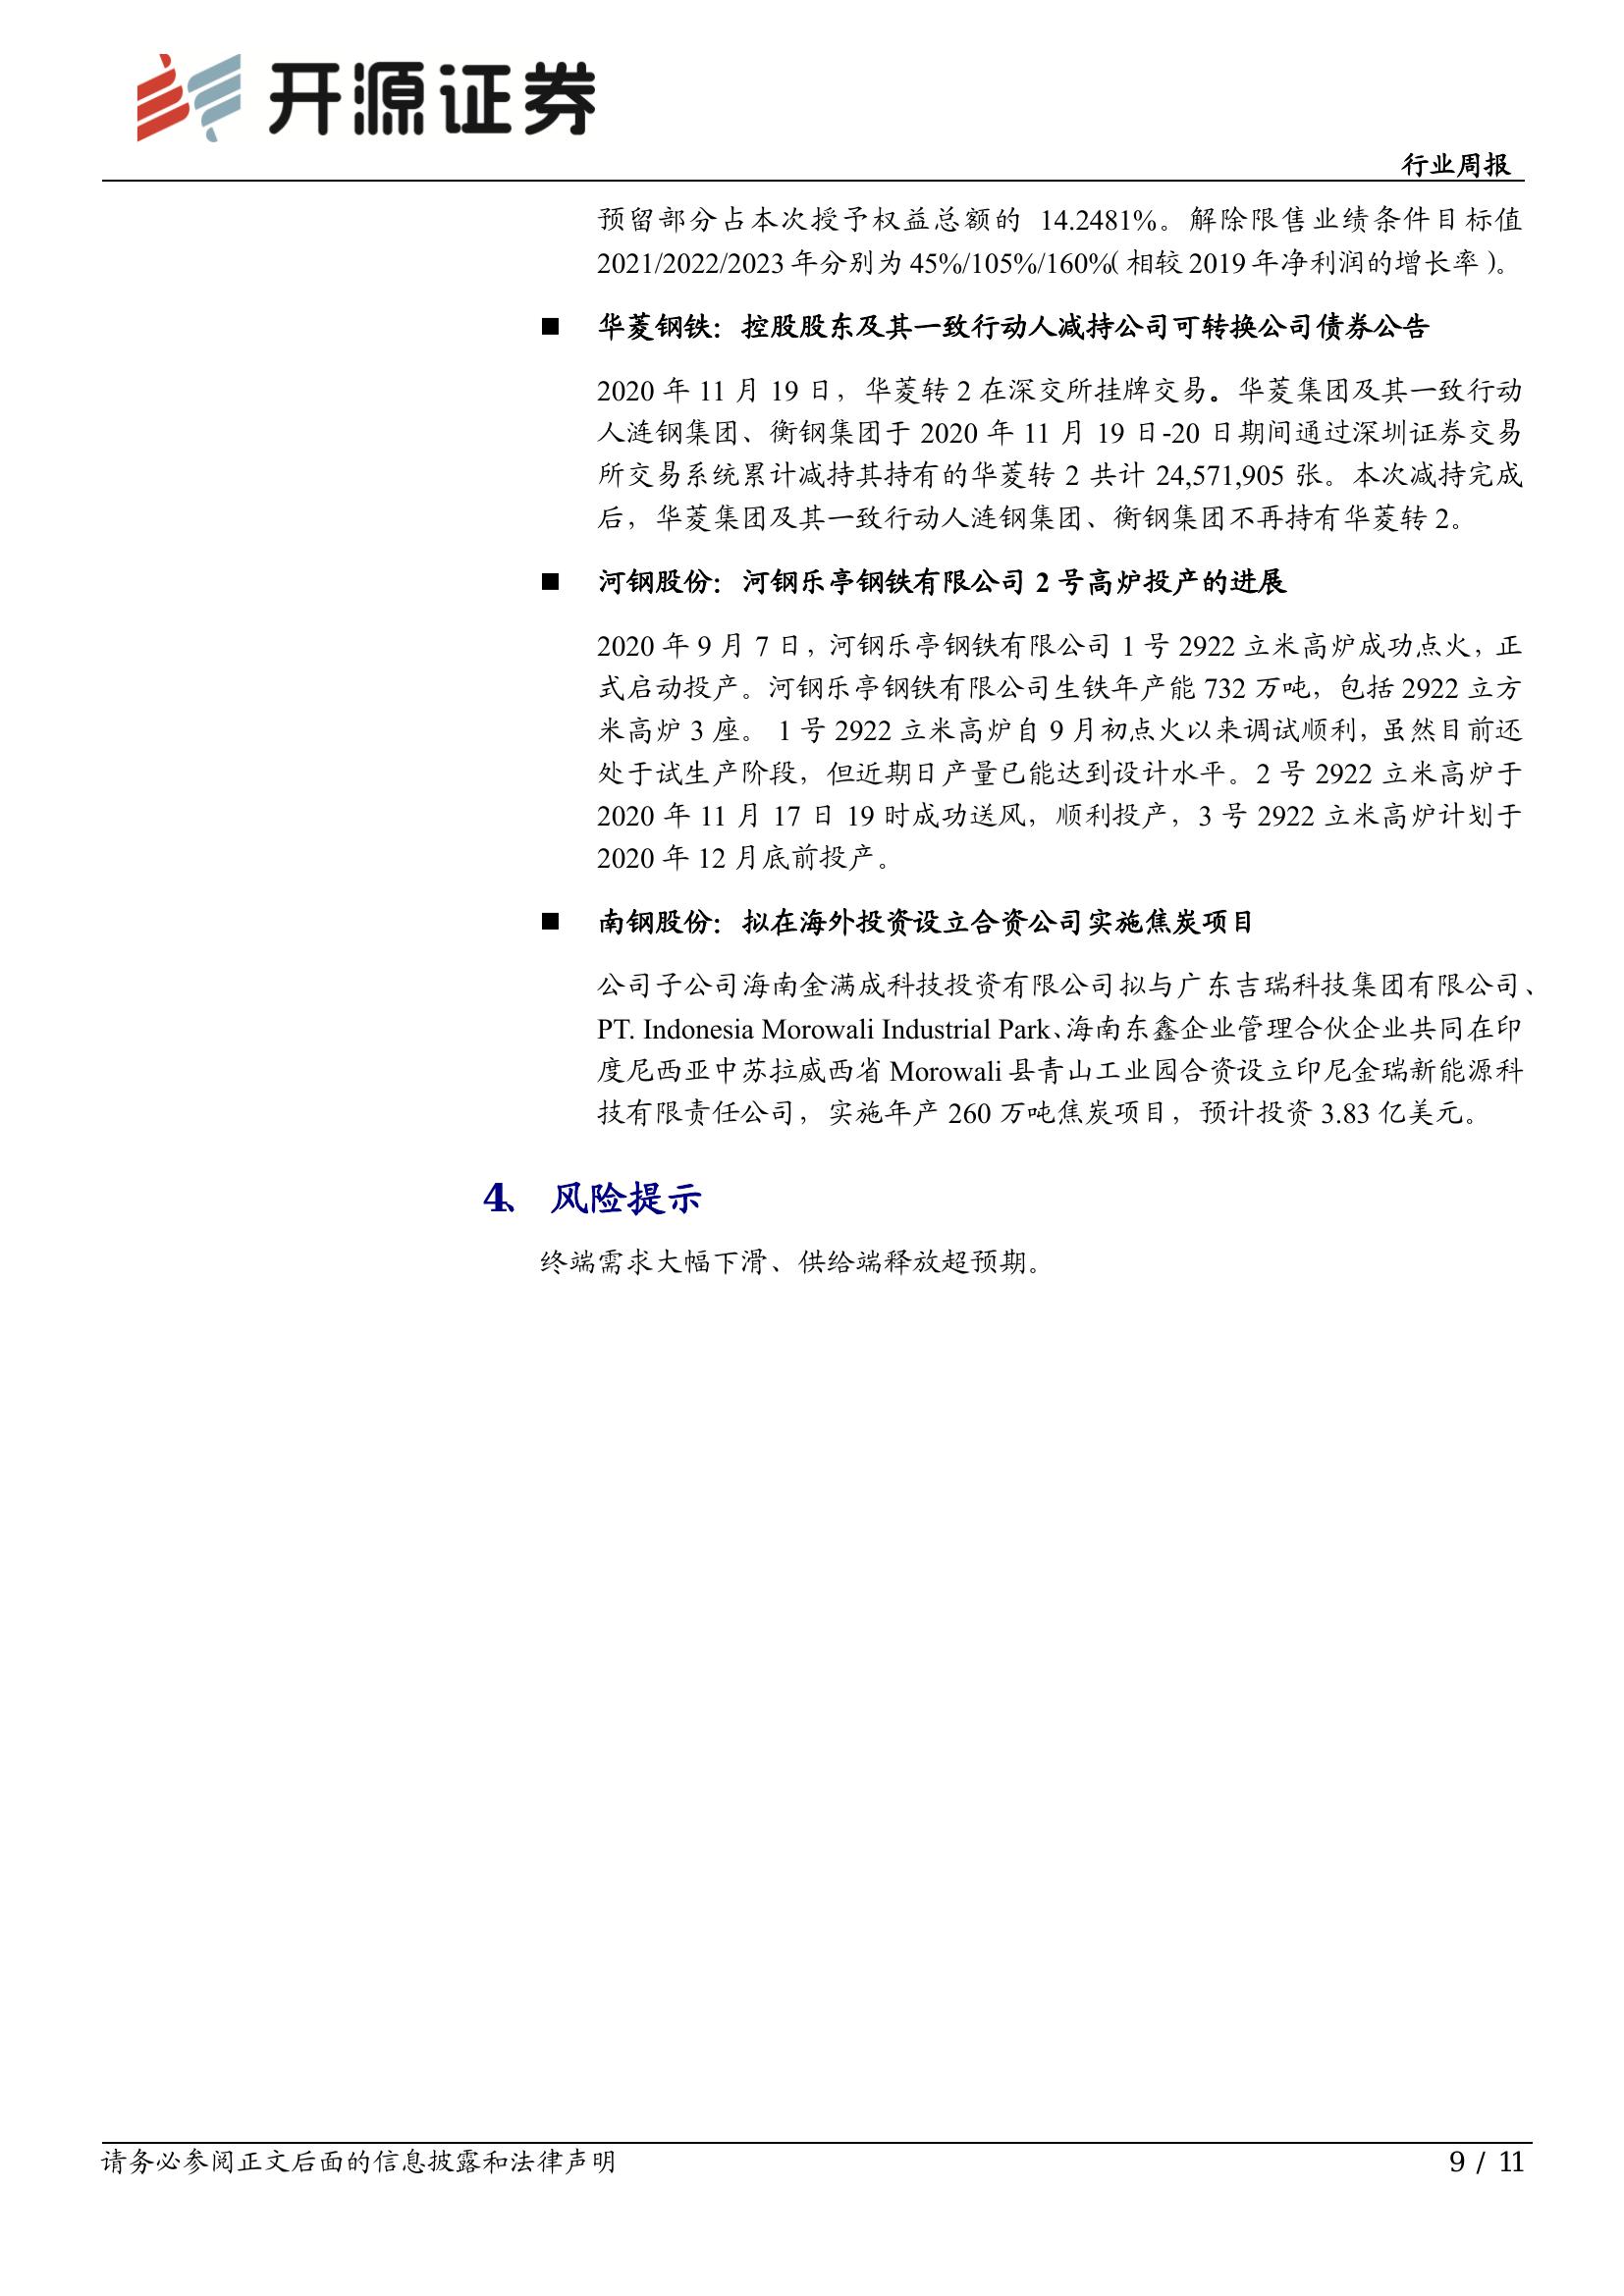 开源证券
行业周报
预留部分占本次授予权益总额的 14.2481%。解除限售业绩条件目标值
2021/2022/2023 年分别为 45%/105%/160%（相较 2019 年净利润的增长率）。
■ 华菱钢铁：控股股东及其一致行动人减持公司可转换公司债券公告
2020 年 11 月 19 日，华菱转 2 在深交所挂牌交易。华菱集团及其一致行动
人涟钢集团、衡钢集团于 2020 年 11 月 19 日-20 日期间通过深圳证券交易
所交易系统累计减持其持有的华菱转 2 共计 24,571,905 张。本次减持完成
后，华菱集团及其一致行动人涟钢集团、衡钢集团不再持有华菱转 2。
■ 河钢股份：河钢乐亭钢铁有限公司 2 号高炉投产的进展
2020 年 9 月 7 日，河钢乐亭钢铁有限公司 1 号 2922 立米高炉成功点火，正
式启动投产。河钢乐亭钢铁有限公司生铁年产能 732 万吨，包括 2922 立方
米高炉 3 座。 1 号 2922 立米高炉自 9 月初点火以来调试顺利，虽然目前还
处于试生产阶段，但近期日产量已能达到设计水平。2 号 2922 立米高炉于
2020 年 11 月 17 日 19 时成功送风，顺利投产，3 号 2922 立米高炉计划于
2020 年 12 月底前投产。
■ 南钢股份：拟在海外投资设立合资公司实施焦炭项目
公司子公司海南金满成科技投资有限公司拟与广东吉瑞科技集团有限公司、
PT. Indonesia Morowali Industrial Park、海南东鑫企业管理合伙企业共同在印
度尼西亚中苏拉威西省 Morowali 县青山工业园合资设立印尼金瑞新能源科
技有限责任公司，实施年产 260 万吨焦炭项目，预计投资 3.83 亿美元。
4、 风险提示
终端需求大幅下滑、供给端释放超预期。
请务必参阅正文后面的信息披露和法律声明
9 / 11